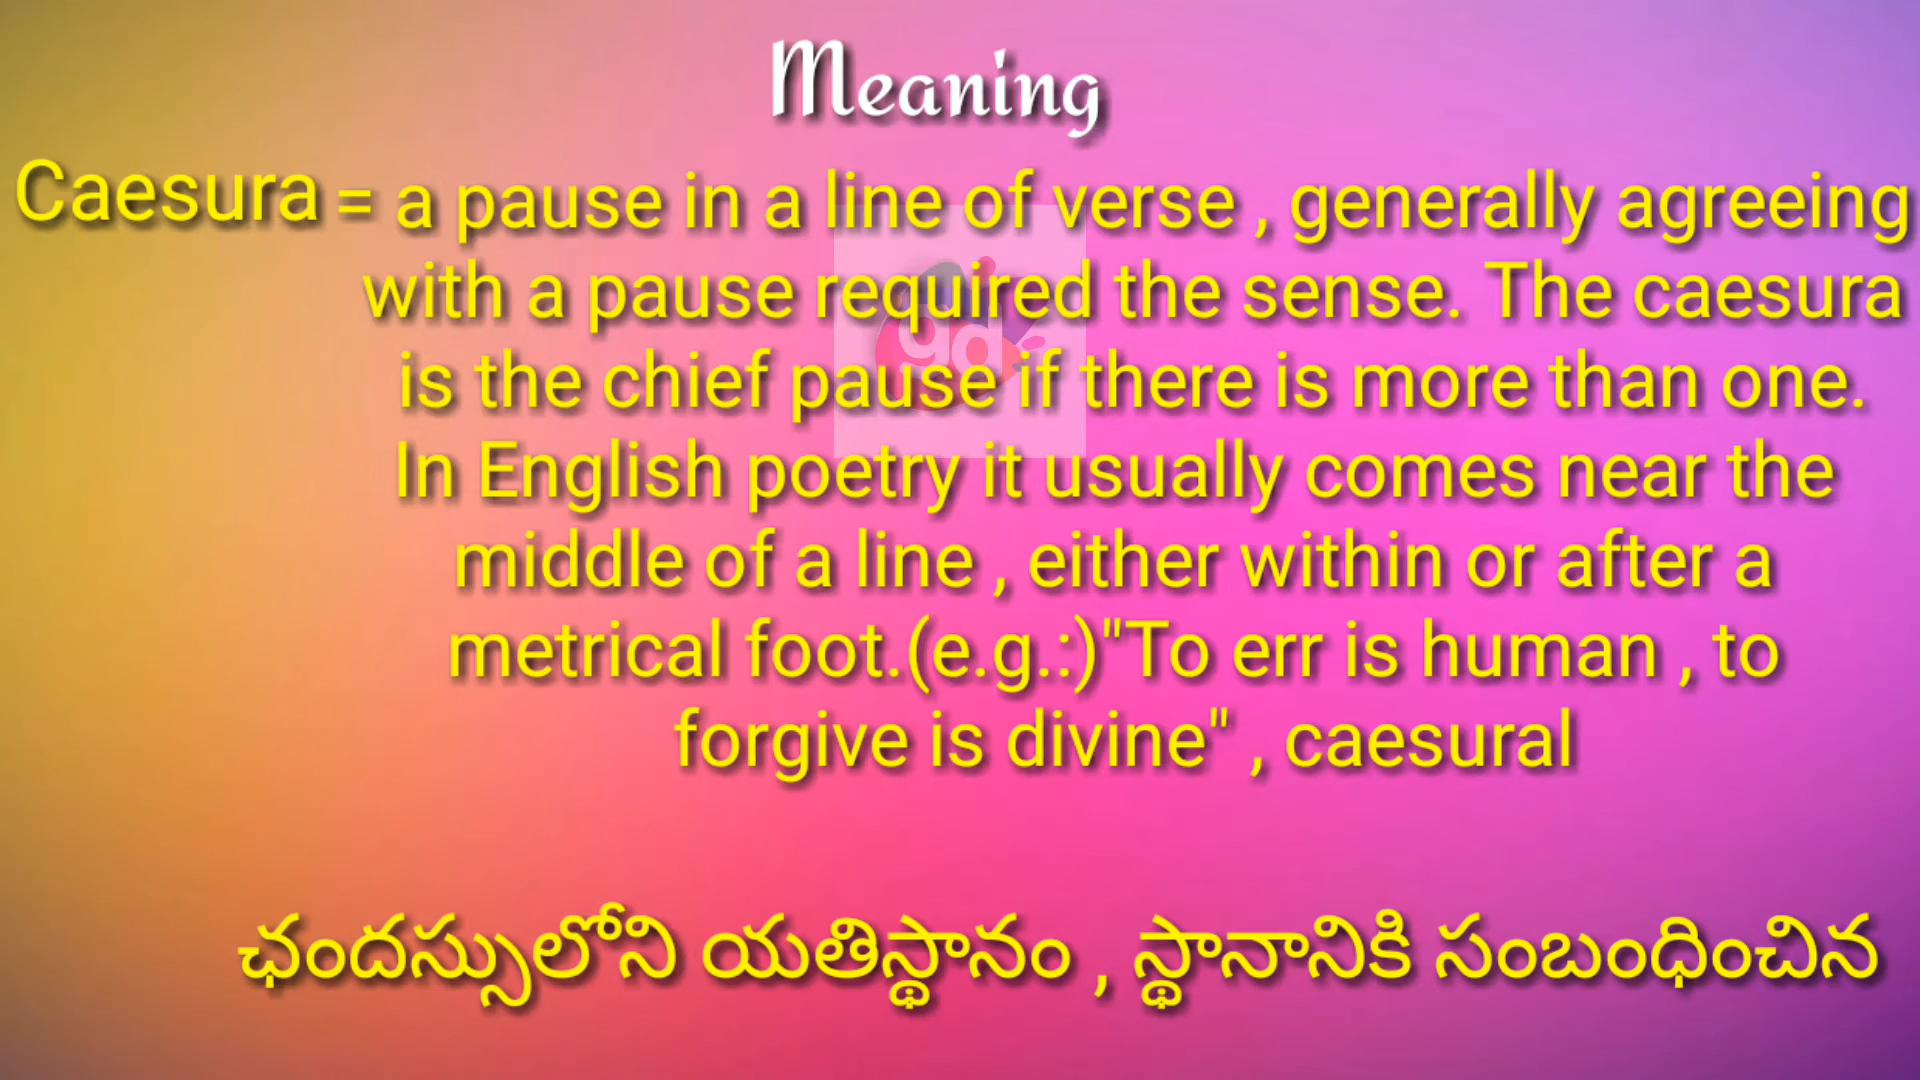 Meaning
Caesura = a pause in a line of verse , generally agreeing
with a pause required the sense. The caesura
is the chief pause if there is more than one.
In English poetry it usually comes near the
middle of a line , either within or after a
metrical foot.(e.g.:)"To err is human , to
forgive is divine" , caesural
gd
ఛందస్సులోని యతిస్థానం , స్థానానికి సంబంధించిన